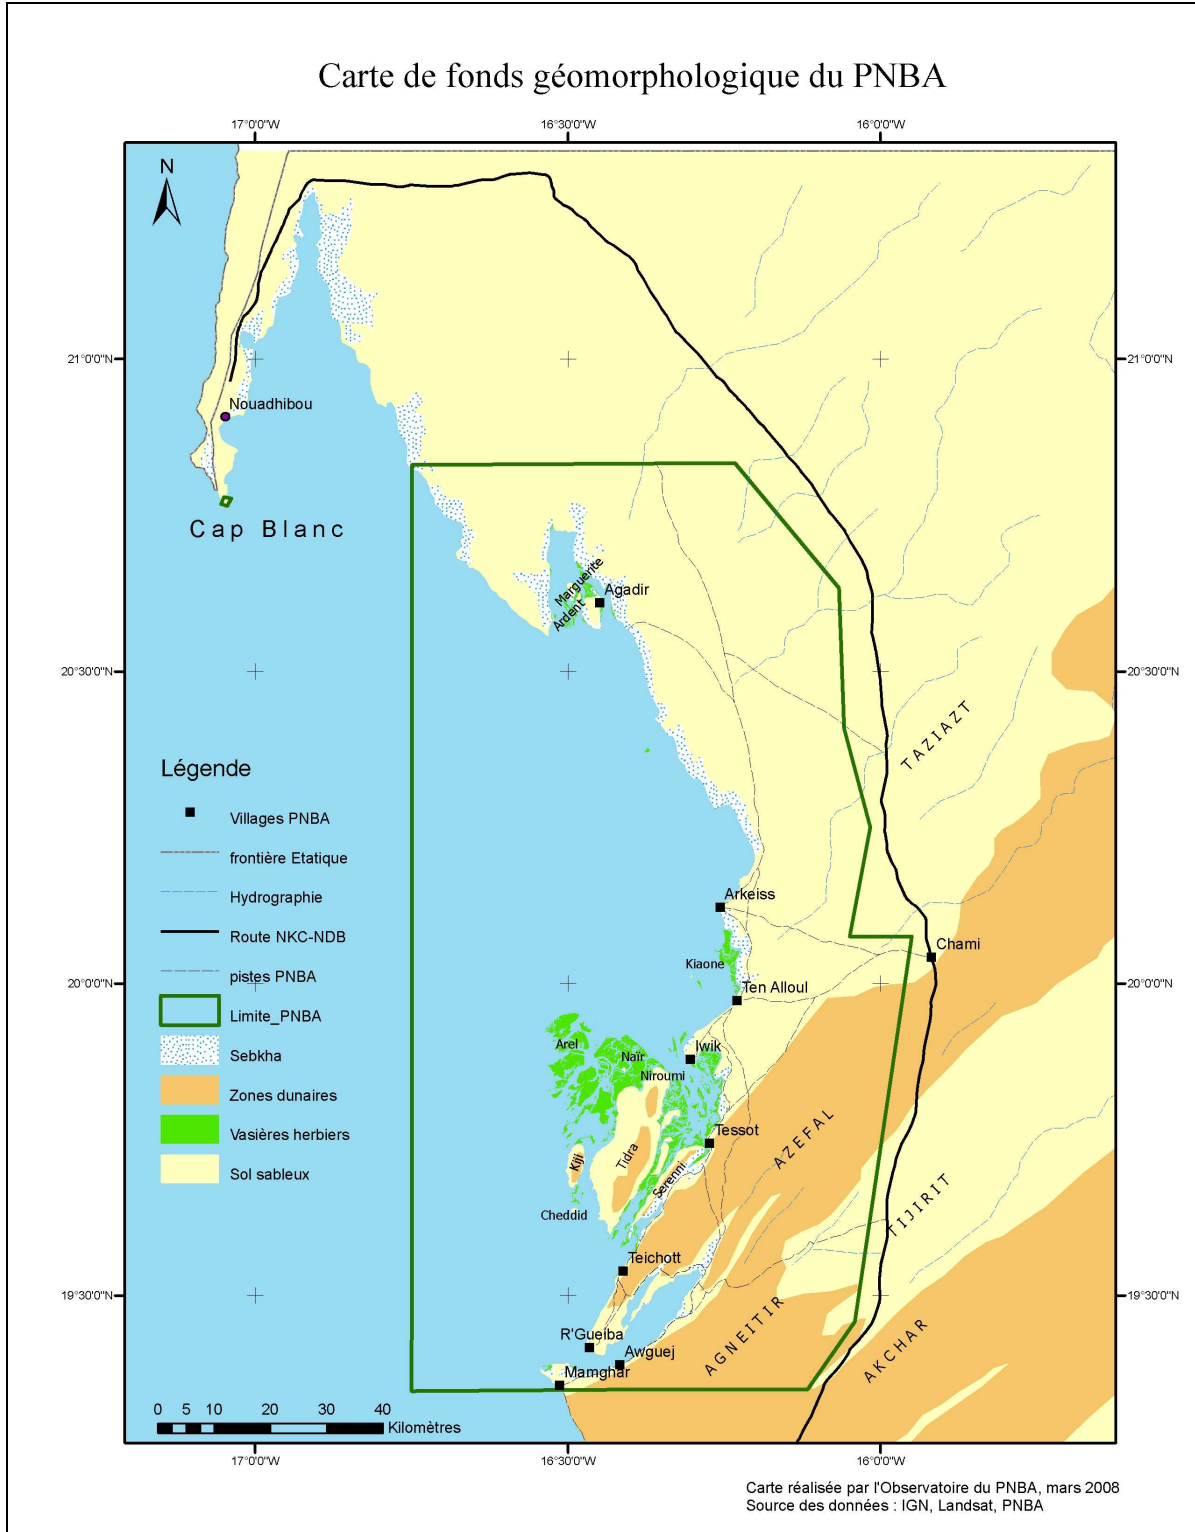 Carte de fonds géomorphologique du PNBA
17°0'0"W 16°30'0"W 16°0'0"W
N
21°0'0"N 21°0'0"N
Nouadhibou
Cap Blanc
Marguerite
Ardent
Agadir
20°30'0"N 20°30'0"N
TAZIAZT
Légende
Villages PNBA
frontière Etatique
Hydrographie
Route NKC-NDB
pistes PNBA
Limite_PNBA
Sebkha
Zones dunaires
Vasières herbiers
Sol sableux
Arkeiss
Chami
Kiaone
20°0'0"N 20°0'0"N
Ten Alloul
Arel
Naïr
Iwik
Niroumi
Tessot
AZEFAL
Tidra
Kiji
Serenni
Cheddid
TIJIRIT
Teichott
19°30'0"N 19°30'0"N
AGNEITIR
AKCHAR
R'Gueiba
Awguej
Mamghar
0 5 10 20 30 40
Kilomètres
17°0'0"W 16°30'0"W 16°0'0"W
Carte réalisée par l'Observatoire du PNBA, mars 2008
Source des données : IGN, Landsat, PNBA